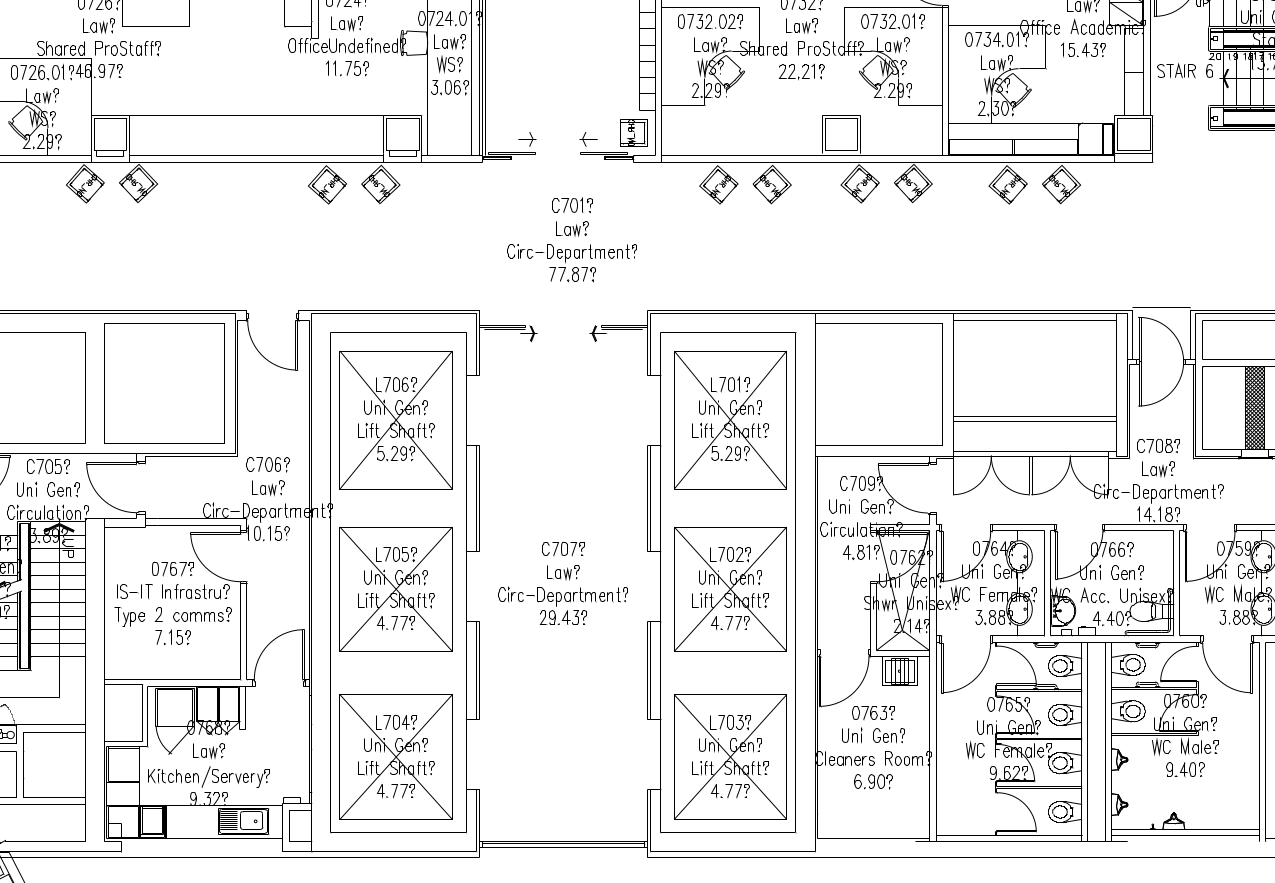 0726?
Law?
Shared ProStaff?
46.97?
0726.01?
Law?
WS?
2.29?
0724?
Law?
OfficeUndefined?
11.75?
0724.01?
Law?
WS?
3.06?
0732.02?
Law?
WS?
2.29?
0732?
Law?
Shared ProStaff?
22.21?
0732.01?
Law?
WS?
2.29?
0734.01?
Law?
WS?
2.30?
Law?
Office Academic?
15.43?
STAIR 6
UP
20 19 18 17 16
C701?
Law?
Circ-Department?
77.87?
L706?
Uni Gen?
Lift Shaft?
5.29?
L701?
Uni Gen?
Lift Shaft?
5.29?
C705?
Uni Gen?
Circulation?
3.89?
UP
C706?
Law?
Circ-Department?
10.15?
C709?
Uni Gen?
Circulation?
4.81?
C708?
Law?
Circ-Department?
14.18?
0767?
IS-IT Infrastru?
Type 2 comms?
7.15?
L705?
Uni Gen?
Lift Shaft?
4.77?
C707?
Law?
Circ-Department?
29.43?
L702?
Uni Gen?
Lift Shaft?
4.77?
0762?
Uni Gen?
Shwr Unisex?
2.14?
0764?
Uni Gen?
WC Female?
3.88?
0766?
Uni Gen?
WC Acc. Unisex?
4.40?
0759?
Uni Gen?
WC Male?
3.88?
0768?
Law?
Kitchen/Servery?
9.32?
L704?
Uni Gen?
Lift Shaft?
4.77?
L703?
Uni Gen?
Lift Shaft?
4.77?
0763?
Uni Gen?
Cleaners Room?
6.90?
0765?
Uni Gen?
WC Female?
9.62?
0760?
Uni Gen?
WC Male?
9.40?